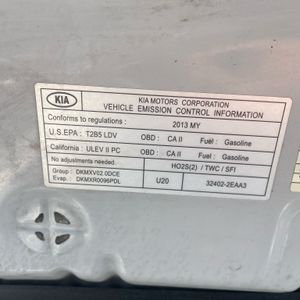 KIA
KIA MOTORS CORPORATION
VEHICLE EMISSION CONTROL INFORMATION
Conforms to regulations : 2013 MY
U.S.EPA : T2B5 LDV OBD : CA II Fuel : Gasoline
California : ULEV II PC OBD : CA II Fuel : Gasoline
No adjustments needed. HO2S(2) / TWC / SFI
Group : DKMXV02.0DCE
Evap. : DKMXR0096PDL U20 32402-2EAA3